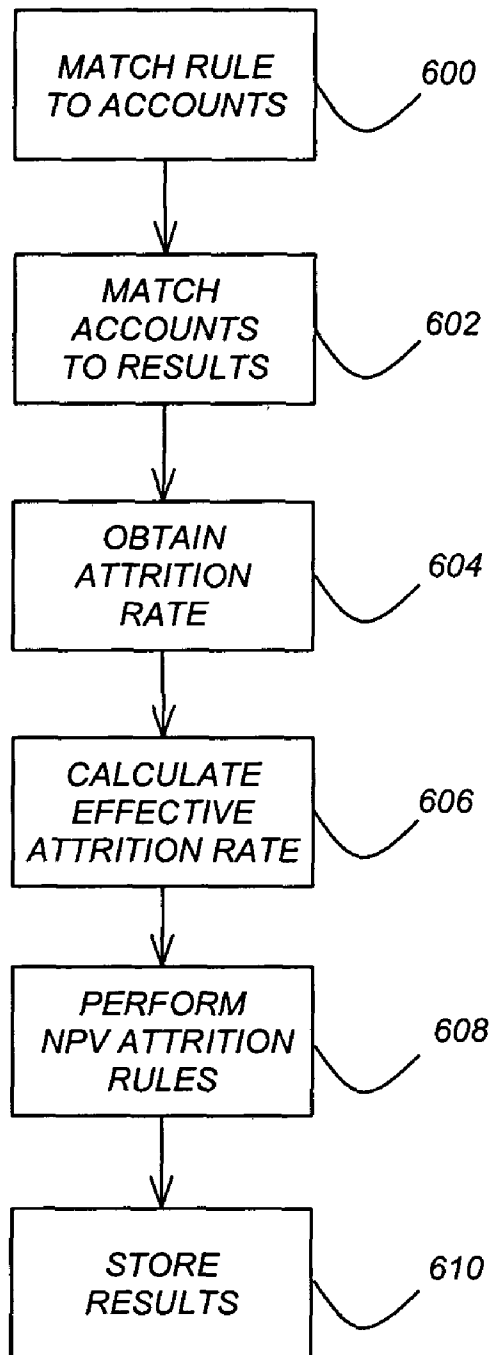 MATCH RULE
TO ACCOUNTS
600
MATCH
ACCOUNTS
TO RESULTS
602
OBTAIN
ATTRITION
RATE
604
CALCULATE
EFFECTIVE
ATTRITION RATE
606
PERFORM
NPV ATTRITION
RULES
608
STORE
RESULTS
610